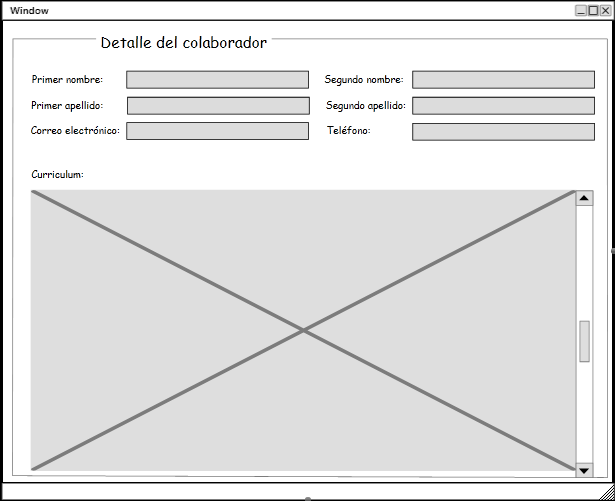 Window
Detalle del colaborador
Primer nombre:
Segundo nombre:
Primer apellido:
Segundo apellido:
Correo electrónico:
Teléfono:
Curriculum: